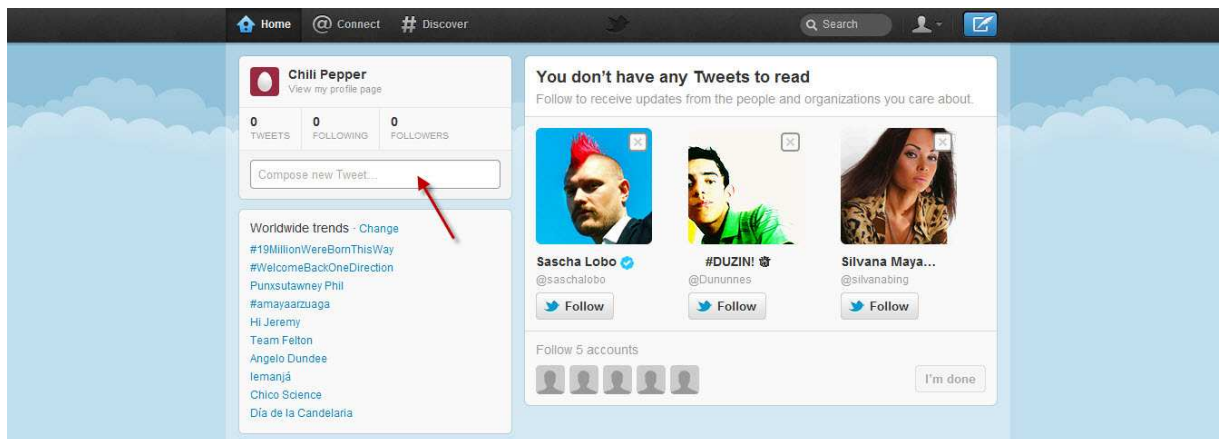 Home
Connect
Discover
Search
Chili Pepper
View my profile page
0 0 0
TWEETS FOLLOWING FOLLOWERS
Compose new Tweet...
Worldwide trends · Change
#19MillionWereBornThisWay
#WelcomeBackOneDirection
Punxsutawney Phil
#amayaarzuaga
Hi Jeremy
Team Felton
Angelo Dundee
Iemanjá
Chico Science
Día de la Candelaria
You don't have any Tweets to read
Follow to receive updates from the people and organizations you care about.
Sascha Lobo
@saschalobo
Follow
#DUZIN!
@Dununnes
Follow
Silvana Maya...
@silvanabing
Follow
Follow 5 accounts
I'm done